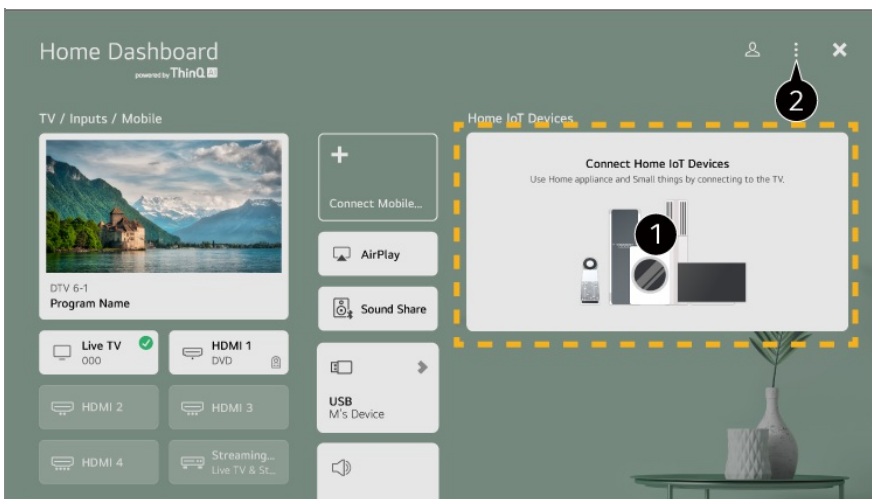 Home Dashboard
powered by ThinQ AI
2
TV / Inputs / Mobile
Home IoT Devices
Connect Mobile...
Connect Home IoT Devices
Use Home appliance and Small things by connecting to the TV.
1
AirPlay
DTV 6-1
Program Name
Sound Share
Live TV
000
HDMI 1
DVD
USB
M's Device
HDMI 2
HDMI 3
HDMI 4
Streaming...
Live TV & St...